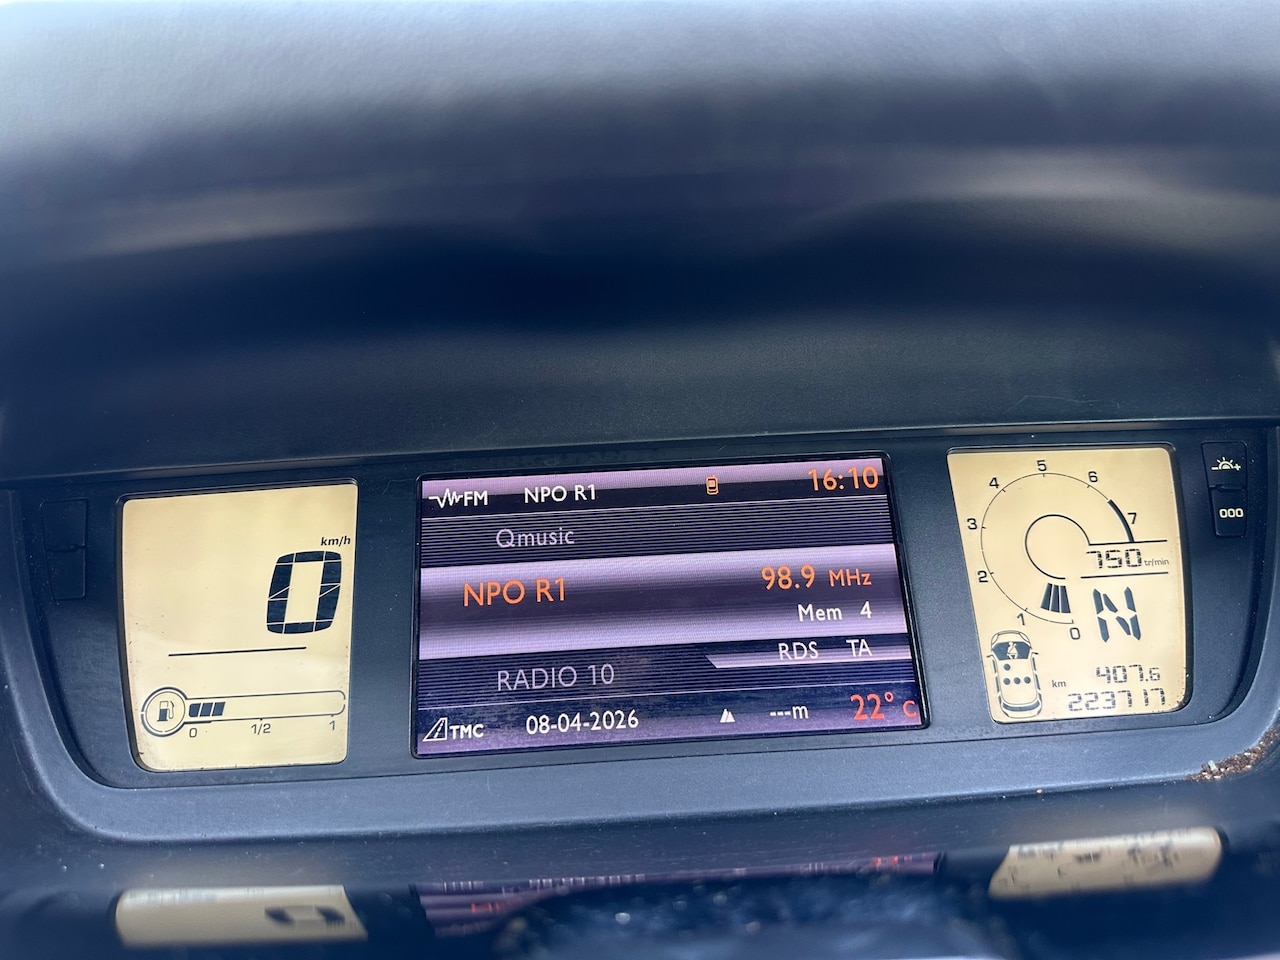 km/h
0
0 1/2 1
FM NPO R1 16:10
Qmusic
NPO R1 98.9 MHz
Mem 4
RDS TA
RADIO 10
TMC 08-04-2026 ---m 22° C
0 1 2 3 4 5 6 7
750 tr/min
N
km 407.6
223717
000